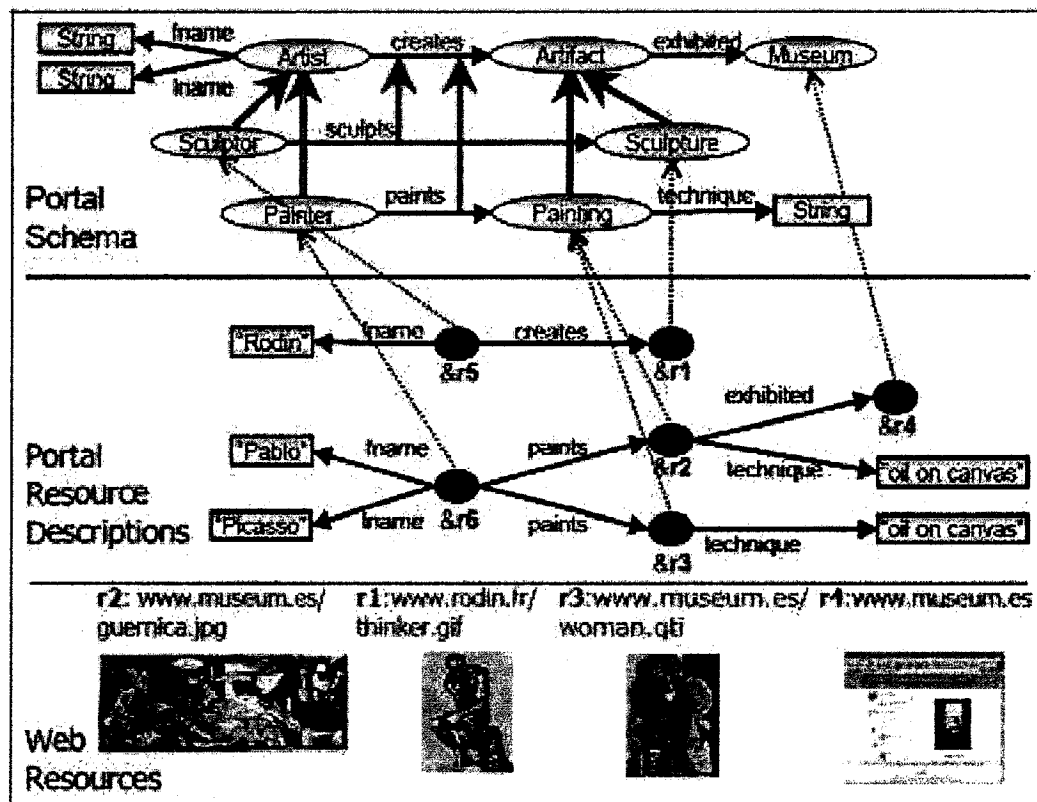 String
fname
Artist
creates
Artifact
exhibited
Museum
String
lname
Sculptor
sculpts
Sculpture
Portal
Schema
Painter
paints
Painting
technique
String
"Rodin"
lname
&r5
creates
&r1
exhibited
&r4
Portal
Resource
Descriptions
"Pablo"
fname
paints
&r2
technique
"oil on canvas"
"Picasso"
lname
&r6
paints
&r3
technique
"oil on canvas"
r2: www.museum.es/
guernica.jpg
r1:www.rodin.fr/
thinker.gif
r3:www.museum.es/
woman.qti
r4:www.museum.es
Web
Resources